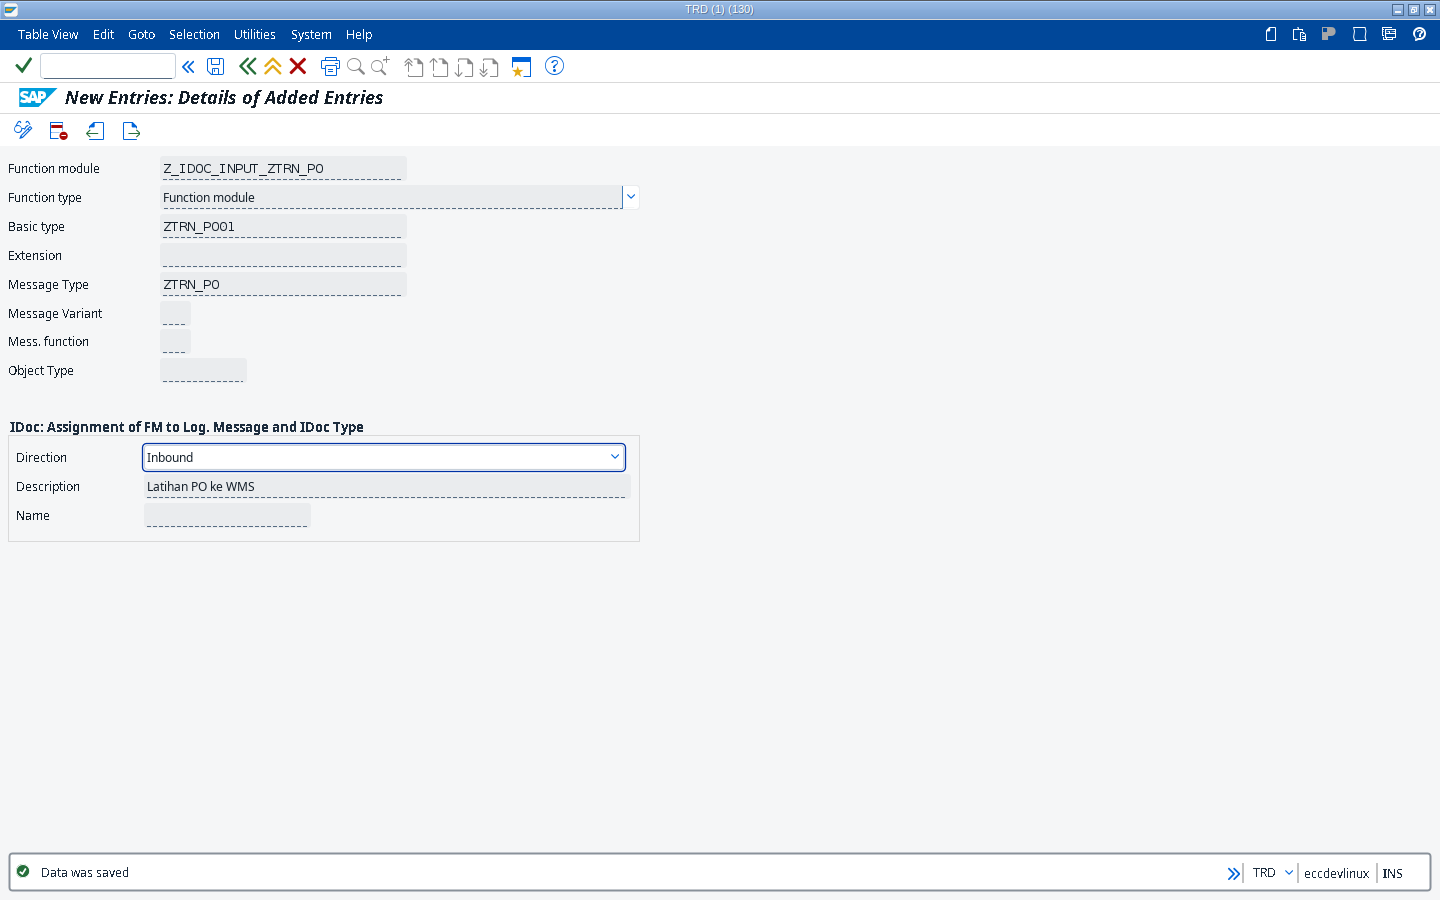 TRD (1) (130)
Table View Edit Goto Selection Utilities System Help
SAP New Entries: Details of Added Entries
Function module Z_IDOC_INPUT_ZTRN_PO
Function type Function module
Basic type ZTRN_PO01
Extension
Message Type ZTRN_PO
Message Variant
Mess. function
Object Type
IDoc: Assignment of FM to Log. Message and IDoc Type
Direction Inbound
Description Latihan PO ke WMS
Name
Data was saved TRD eccdevlinux INS